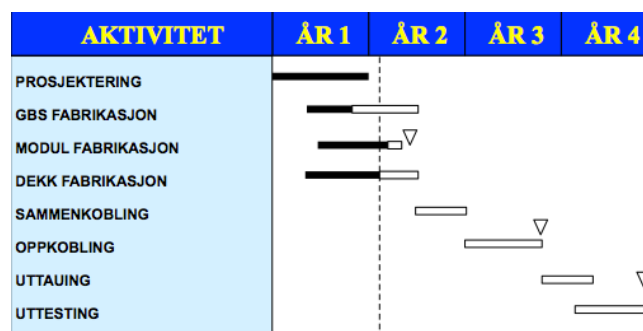 AKTIVITET ÅR 1 ÅR 2 ÅR 3 ÅR 4
PROSJEKTERING
GBS FABRIKASJON
MODUL FABRIKASJON
DEKK FABRIKASJON
SAMMENKOBLING
OPPKOBLING
UTTAUING
UTTESTING